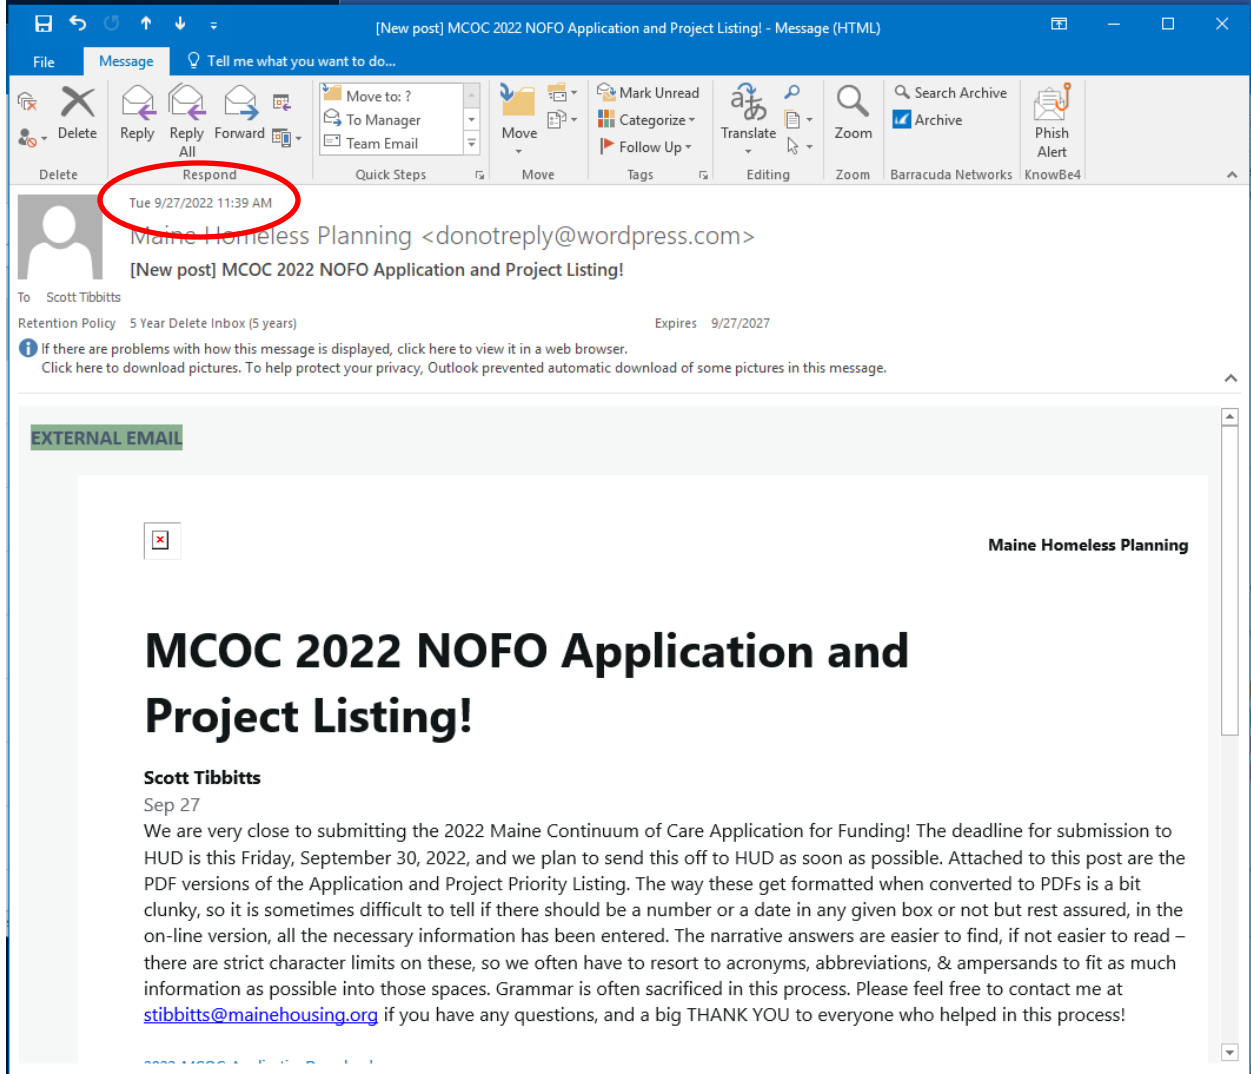 [New post] MCOC 2022 NOFO Application and Project Listing! - Message (HTML)
File Message Tell me what you want to do...
Delete
Reply
Reply All
Forward
Move to: ?
To Manager
Team Email
Move
Mark Unread
Categorize
Follow Up
Translate
Zoom
Search Archive
Archive
Phish Alert
Delete Respond Quick Steps Move Tags Editing Zoom Barracuda Networks KnowBe4
Tue 9/27/2022 11:39 AM
Maine Homeless Planning <donotreply@wordpress.com>
[New post] MCOC 2022 NOFO Application and Project Listing!
To Scott Tibbitts
Retention Policy 5 Year Delete Inbox (5 years) Expires 9/27/2027
If there are problems with how this message is displayed, click here to view it in a web browser.
Click here to download pictures. To help protect your privacy, Outlook prevented automatic download of some pictures in this message.
EXTERNAL EMAIL
Maine Homeless Planning
MCOC 2022 NOFO Application and
Project Listing!
Scott Tibbitts
Sep 27
We are very close to submitting the 2022 Maine Continuum of Care Application for Funding! The deadline for submission to
HUD is this Friday, September 30, 2022, and we plan to send this off to HUD as soon as possible. Attached to this post are the
PDF versions of the Application and Project Priority Listing. The way these get formatted when converted to PDFs is a bit
clunky, so it is sometimes difficult to tell if there should be a number or a date in any given box or not but rest assured, in the
on-line version, all the necessary information has been entered. The narrative answers are easier to find, if not easier to read –
there are strict character limits on these, so we often have to resort to acronyms, abbreviations, & ampersands to fit as much
information as possible into those spaces. Grammar is often sacrificed in this process. Please feel free to contact me at
stibbitts@mainehousing.org if you have any questions, and a big THANK YOU to everyone who helped in this process!